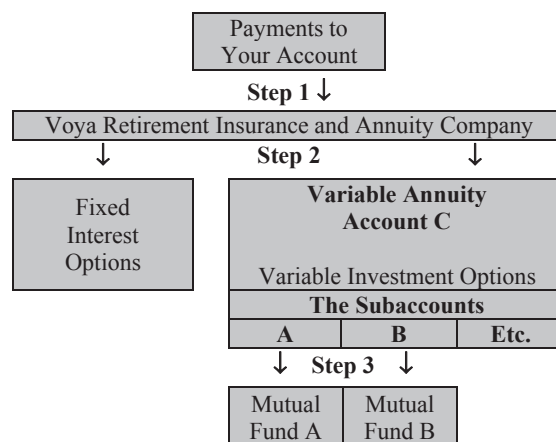 Payments to
Your Account
Step 1 ↓
Voya Retirement Insurance and Annuity Company
↓ Step 2 ↓
Fixed
Interest
Options
Variable Annuity
Account C
Variable Investment Options
The Subaccounts
A B Etc.
↓ Step 3 ↓
Mutual
Fund A
Mutual
Fund B